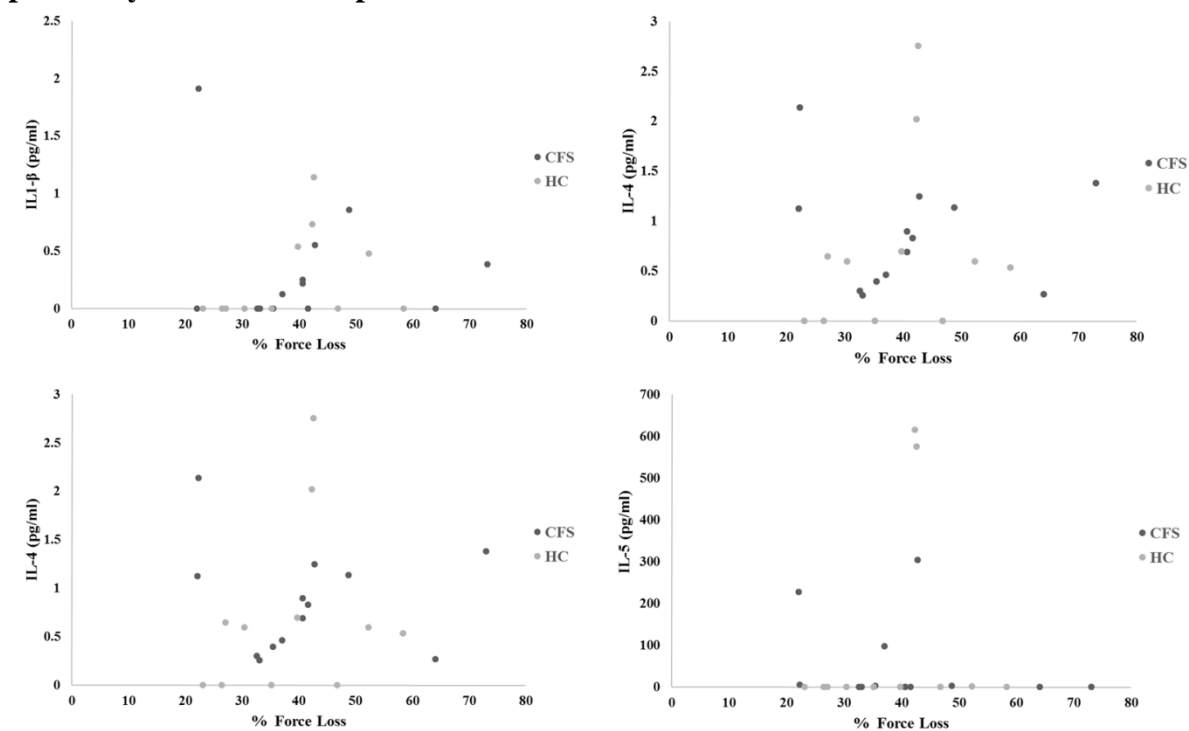 2.5
2
1.5
1
0.5
0
IL1-β (pg/ml)
0 10 20 30 40 50 60 70 80
% Force Loss
CFS
HC
3
2.5
2
1.5
1
0.5
0
IL-4 (pg/ml)
0 10 20 30 40 50 60 70 80
% Force Loss
CFS
HC
3
2.5
2
1.5
1
0.5
0
IL-4 (pg/ml)
0 10 20 30 40 50 60 70 80
% Force Loss
CFS
HC
700
600
500
400
300
200
100
0
IL-5 (pg/ml)
0 10 20 30 40 50 60 70 80
% Force Loss
CFS
HC